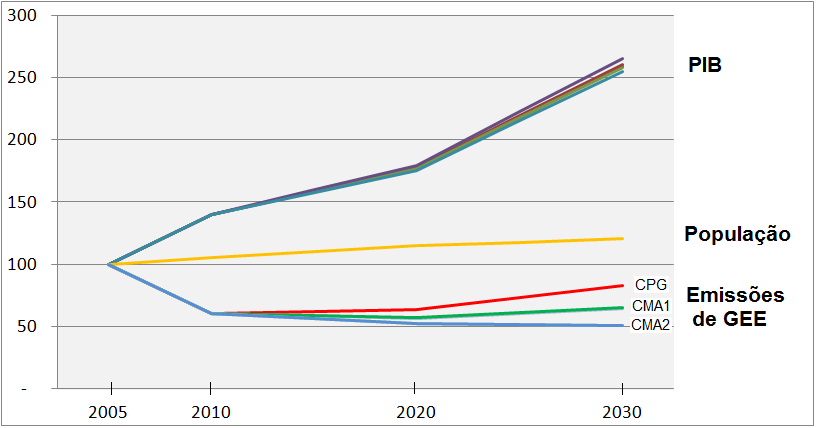 300
PIB
250
200
150
População
100
CPG
Emissões
de GEE
CMA1
50
CMA2
-
2005 2010 2020 2030